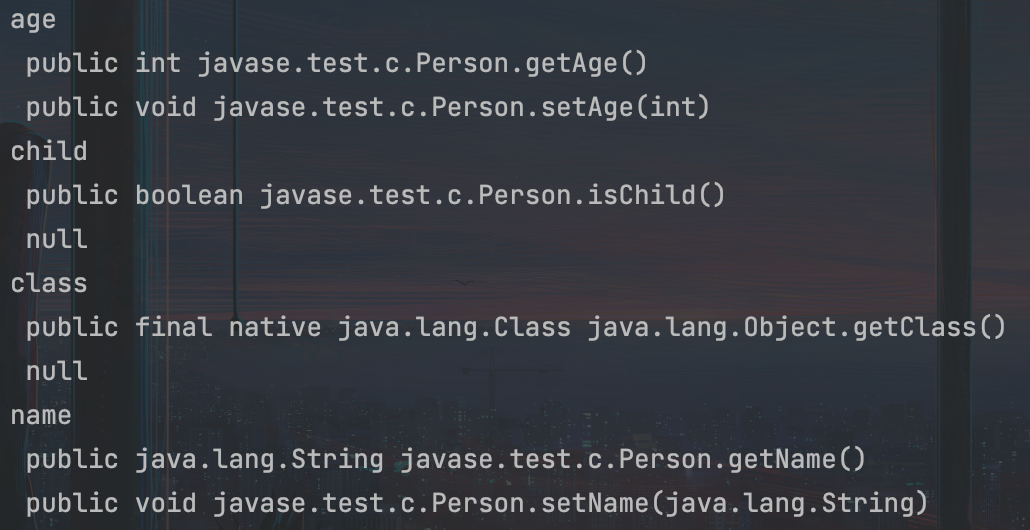 age
public int javase.test.c.Person.getAge()
public void javase.test.c.Person.setAge(int)
child
public boolean javase.test.c.Person.isChild()
null
class
public final native java.lang.Class java.lang.Object.getClass()
null
name
public java.lang.String javase.test.c.Person.getName()
public void javase.test.c.Person.setName(java.lang.String)